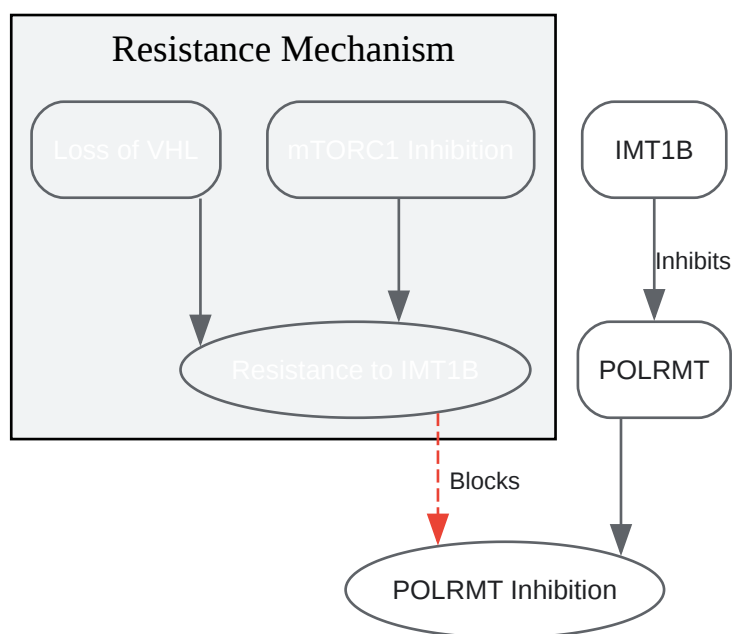 Resistance Mechanism
Loss of VHL
mTORC1 Inhibition
IMT1B
Inhibits
Resistance to IMT1B
POLRMT
Blocks
POLRMT Inhibition